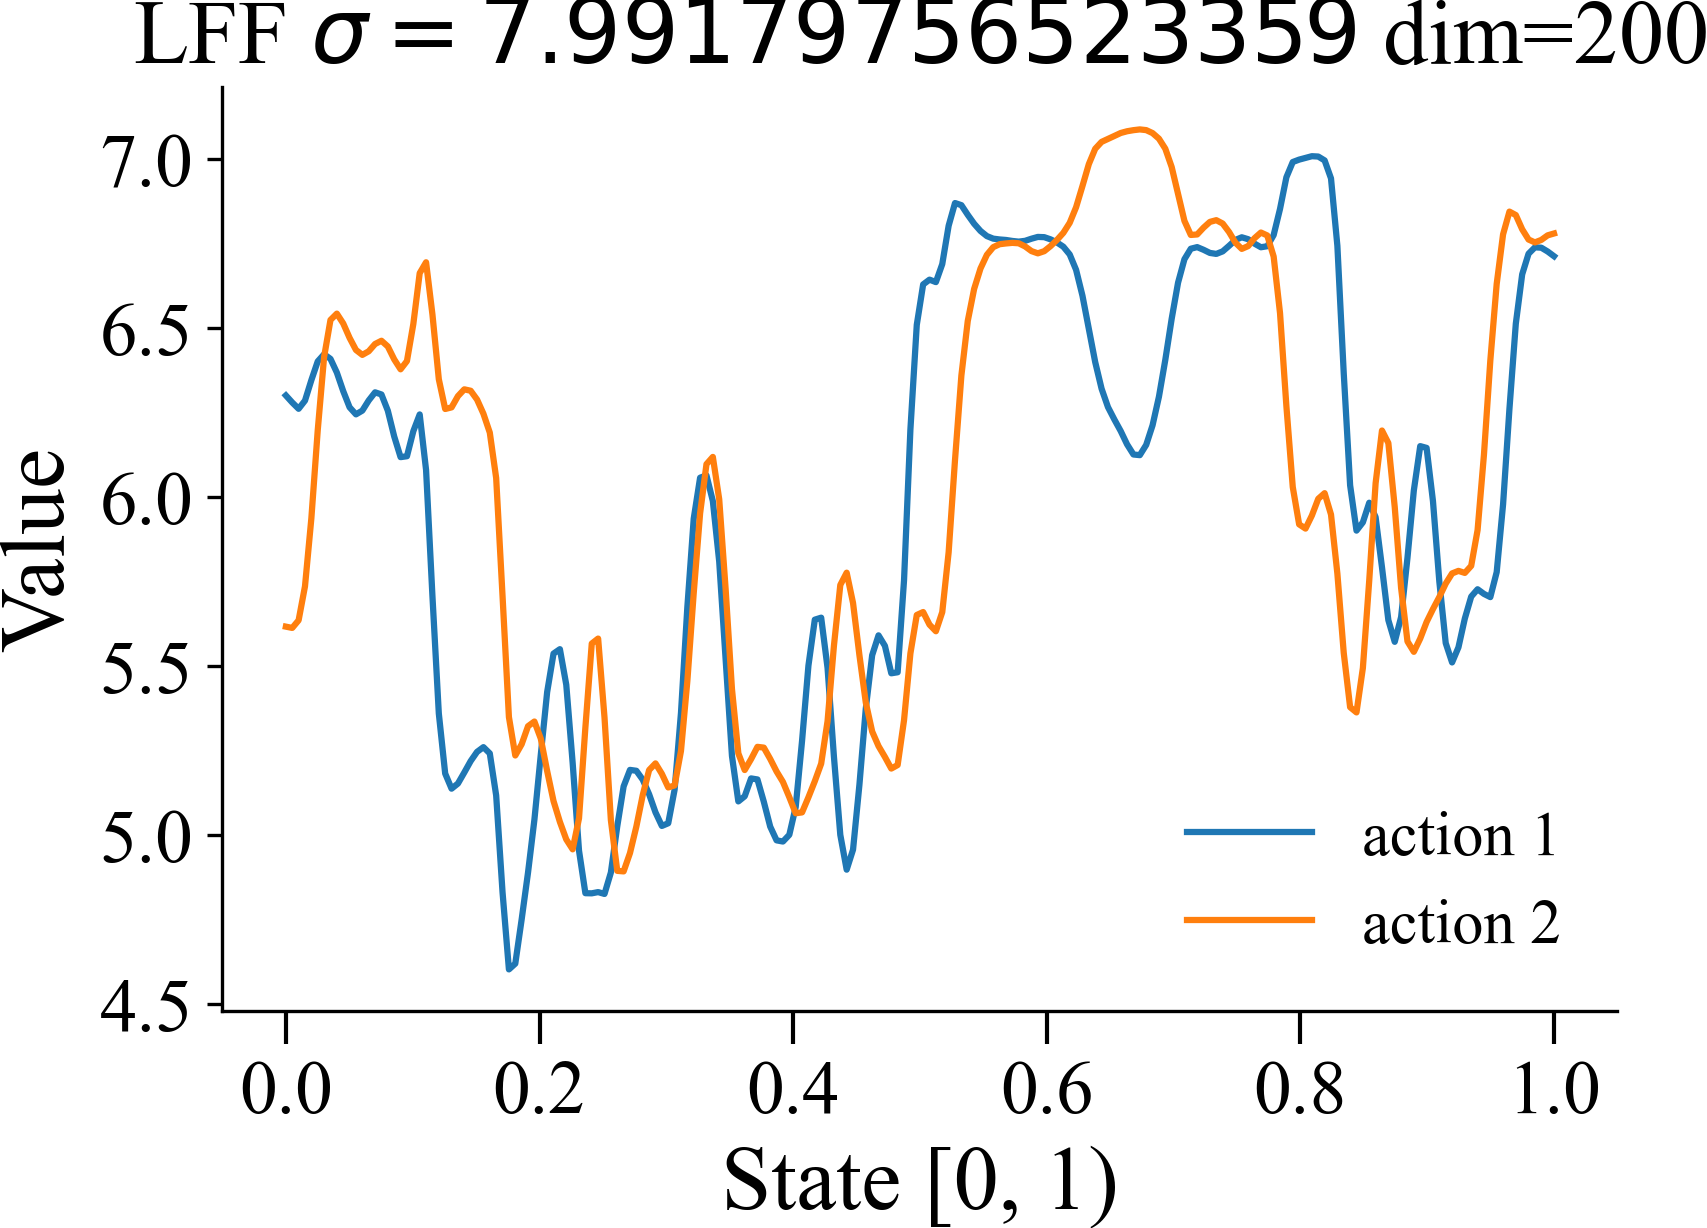 LFF σ = 7.99179756523359 dim=200
Value
7.0
6.5
6.0
5.5
5.0
4.5
action 1
action 2
0.0 0.2 0.4 0.6 0.8 1.0
State [0, 1)